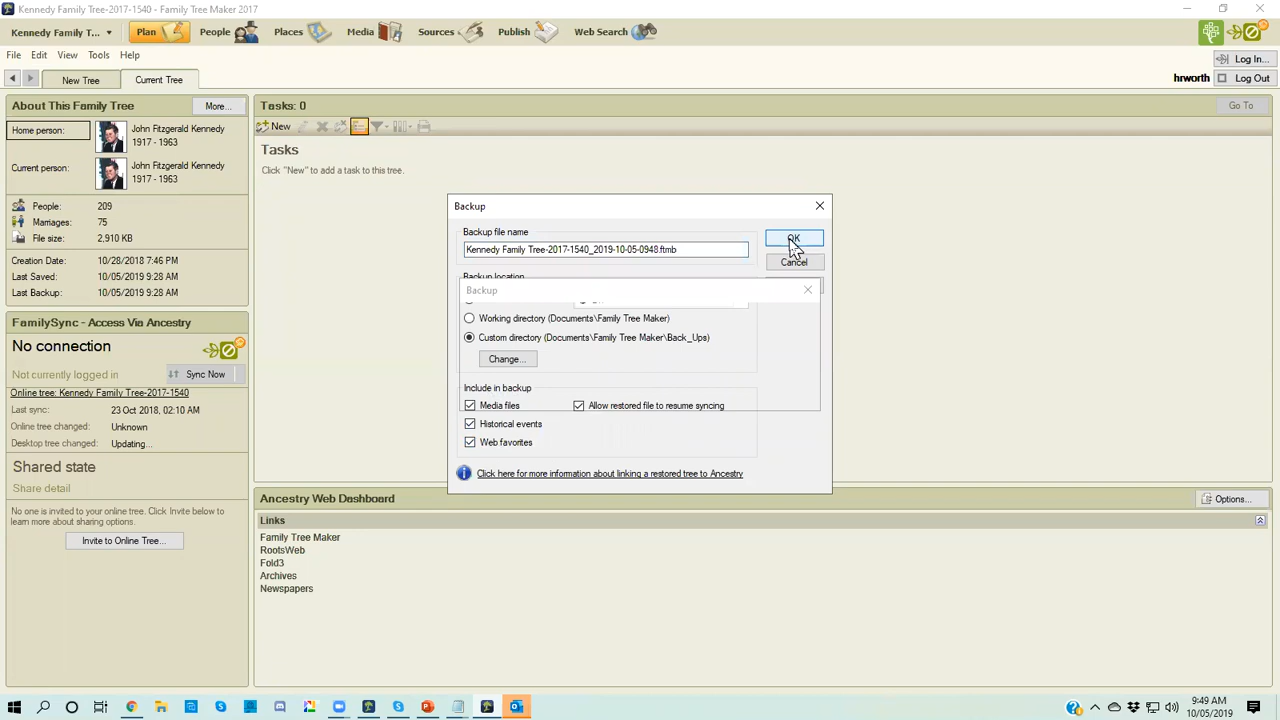 Kennedy Family Tree-2017-1540 - Family Tree Maker 2017
Kennedy Family T... Plan People Places Media Sources Publish Web Search
File Edit View Tools Help
Log In...
hrworth Log Out
New Tree Current Tree
About This Family Tree More...
Home person: John Fitzgerald Kennedy
1917 - 1963
Current person: John Fitzgerald Kennedy
1917 - 1963
People: 209
Marriages: 75
File size: 2,910 KB
Creation Date: 10/28/2018 7:46 PM
Last Saved: 10/05/2019 9:28 AM
Last Backup: 10/05/2019 9:28 AM
FamilySync - Access Via Ancestry
No connection
Not currently logged in Sync Now
Online tree: Kennedy Family Tree-2017-1540
Last sync: 23 Oct 2018, 02:10 AM
Online tree changed: Unknown
Desktop tree changed: Updating...
Shared state
Share detail
No one is invited to your online tree. Click Invite below to
learn more about sharing options.
Invite to Online Tree...
Tasks: 0 Go To
New
Tasks
Click "New" to add a task to this tree.
Backup
Backup file name
Kennedy Family Tree-2017-1540_2019-10-05-0948.ftmb
OK
Cancel
Backup location
Backup
Working directory (Documents\Family Tree Maker)
Custom directory (Documents\Family Tree Maker\Back_Ups)
Change...
Include in backup
Media files Allow restored file to resume syncing
Historical events
Web favorites
Click here for more information about linking a restored tree to Ancestry
Ancestry Web Dashboard Options...
Links
Family Tree Maker
RootsWeb
Fold3
Archives
Newspapers
9:49 AM
10/05/2019